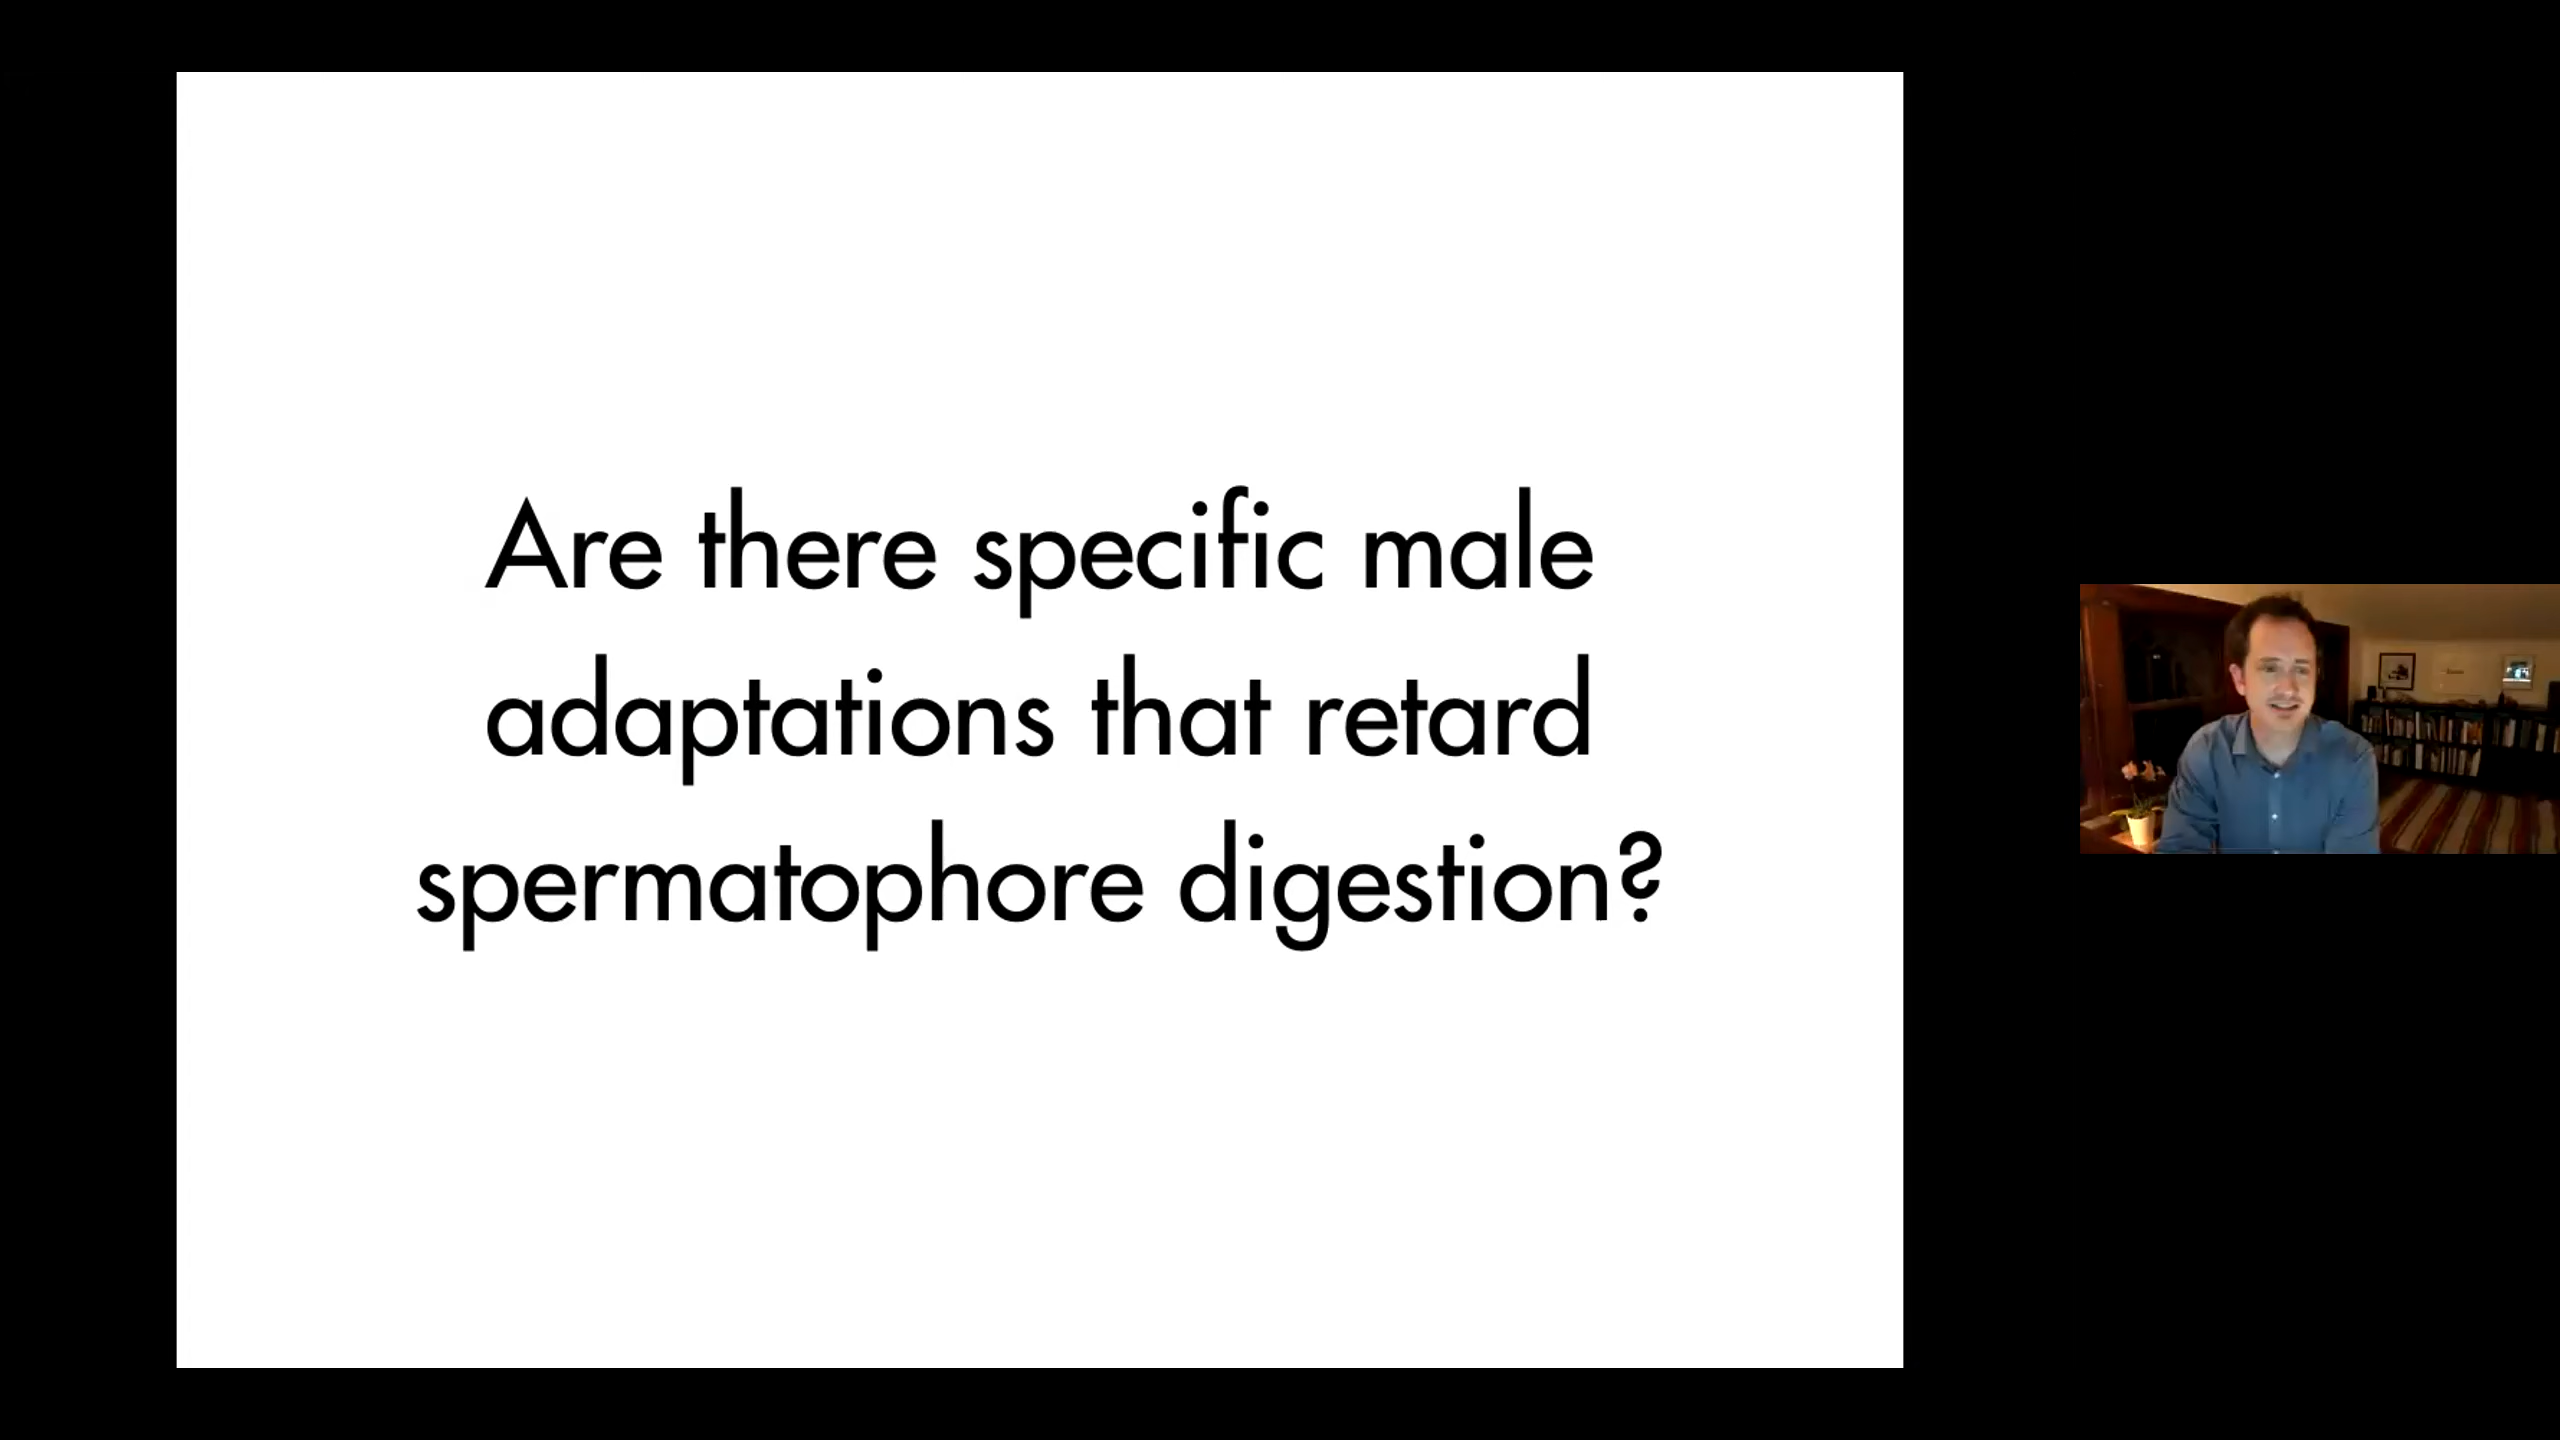 Are there specific male
adaptations that retard
spermatophore digestion?